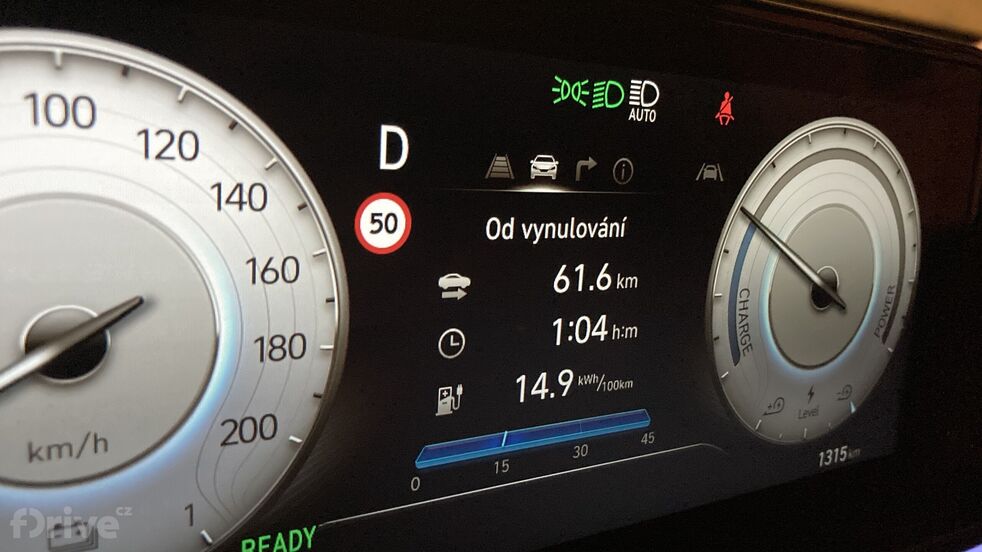 100
120
140
160
180
200
km/h
1
D
50
AUTO
Od vynulování
61.6 km
1:04 h:m
14.9 kWh/100km
0 15 30 45
CHARGE
POWER
Level
1315 km
READY
fDrive cz